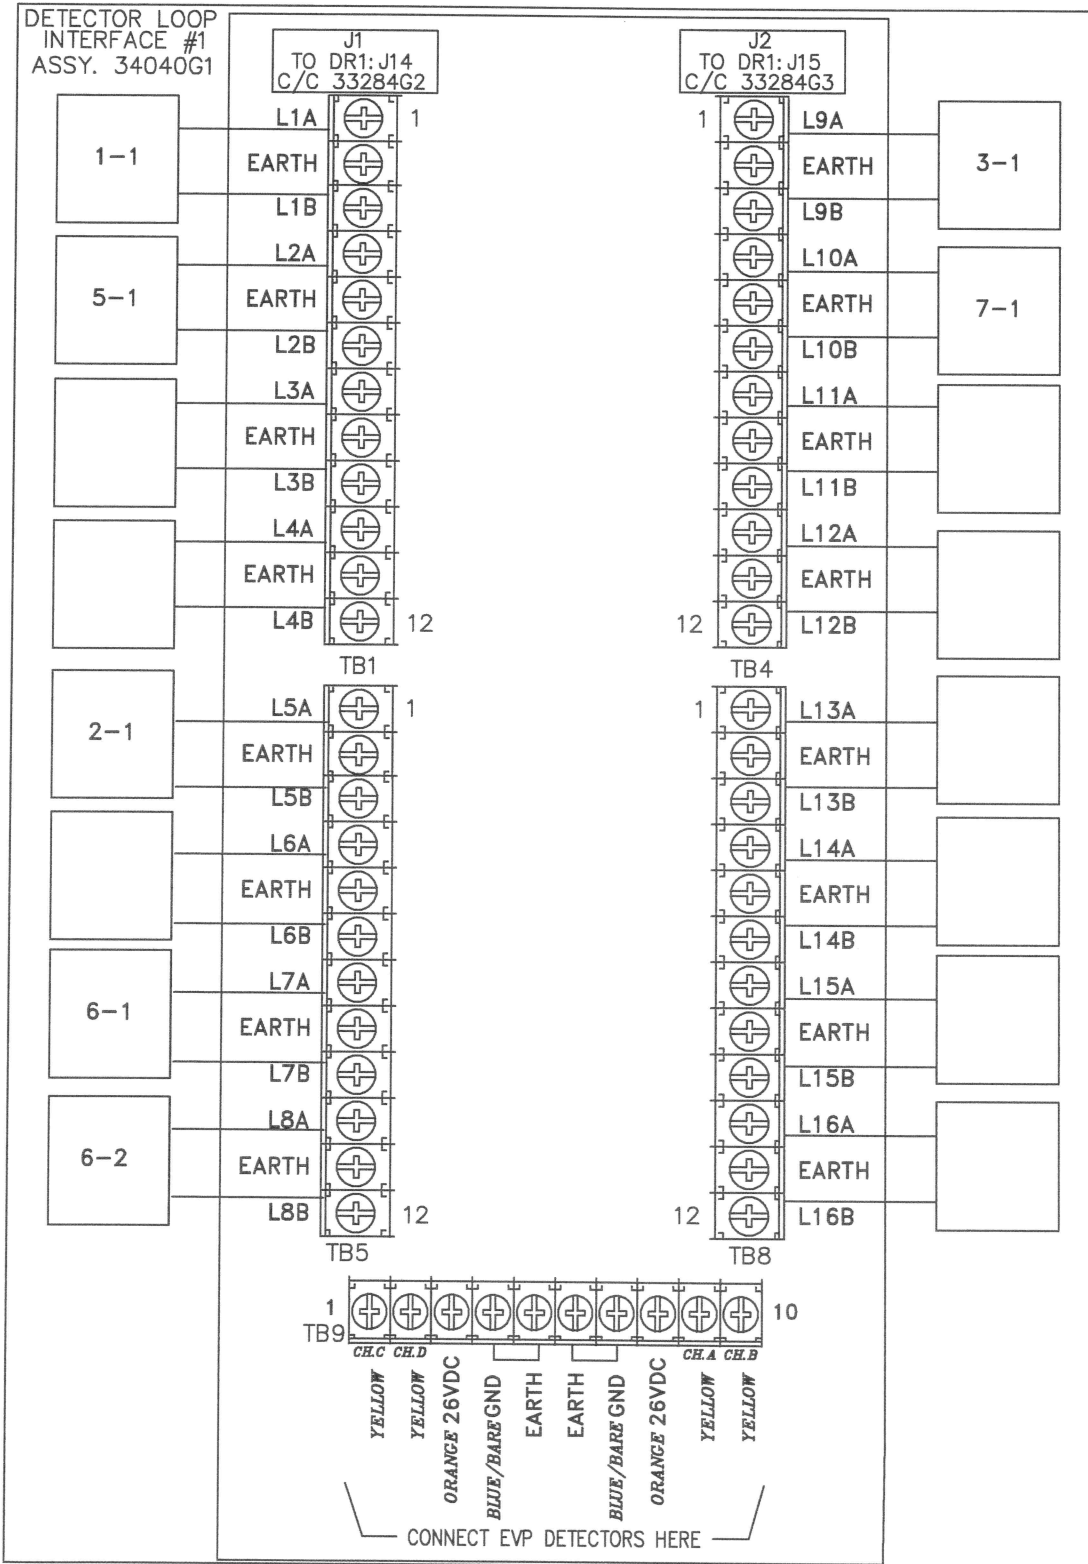 DETECTOR LOOP
INTERFACE #1
ASSY. 34040G1
J1
TO DR1: J14
C/C 33284G2
J2
TO DR1: J15
C/C 33284G3
1-1
L1A
1
EARTH
L1B
5-1
L2A
EARTH
L2B
L3A
EARTH
L3B
L4A
EARTH
L4B
12
TB1
1
L9A
3-1
EARTH
L9B
L10A
7-1
EARTH
L10B
L11A
EARTH
L11B
L12A
EARTH
12
L12B
TB4
2-1
L5A
1
EARTH
L5B
L6A
EARTH
L6B
6-1
L7A
EARTH
L7B
6-2
L8A
EARTH
L8B
12
TB5
1
L13A
EARTH
L13B
L14A
EARTH
L14B
L15A
EARTH
L15B
L16A
EARTH
12
L16B
TB8
1
10
TB9
CH.C
CH.D
CH.A
CH.B
YELLOW
YELLOW
ORANGE 26VDC
BLUE/BARE GND
EARTH
EARTH
BLUE/BARE GND
ORANGE 26VDC
YELLOW
YELLOW
CONNECT EVP DETECTORS HERE